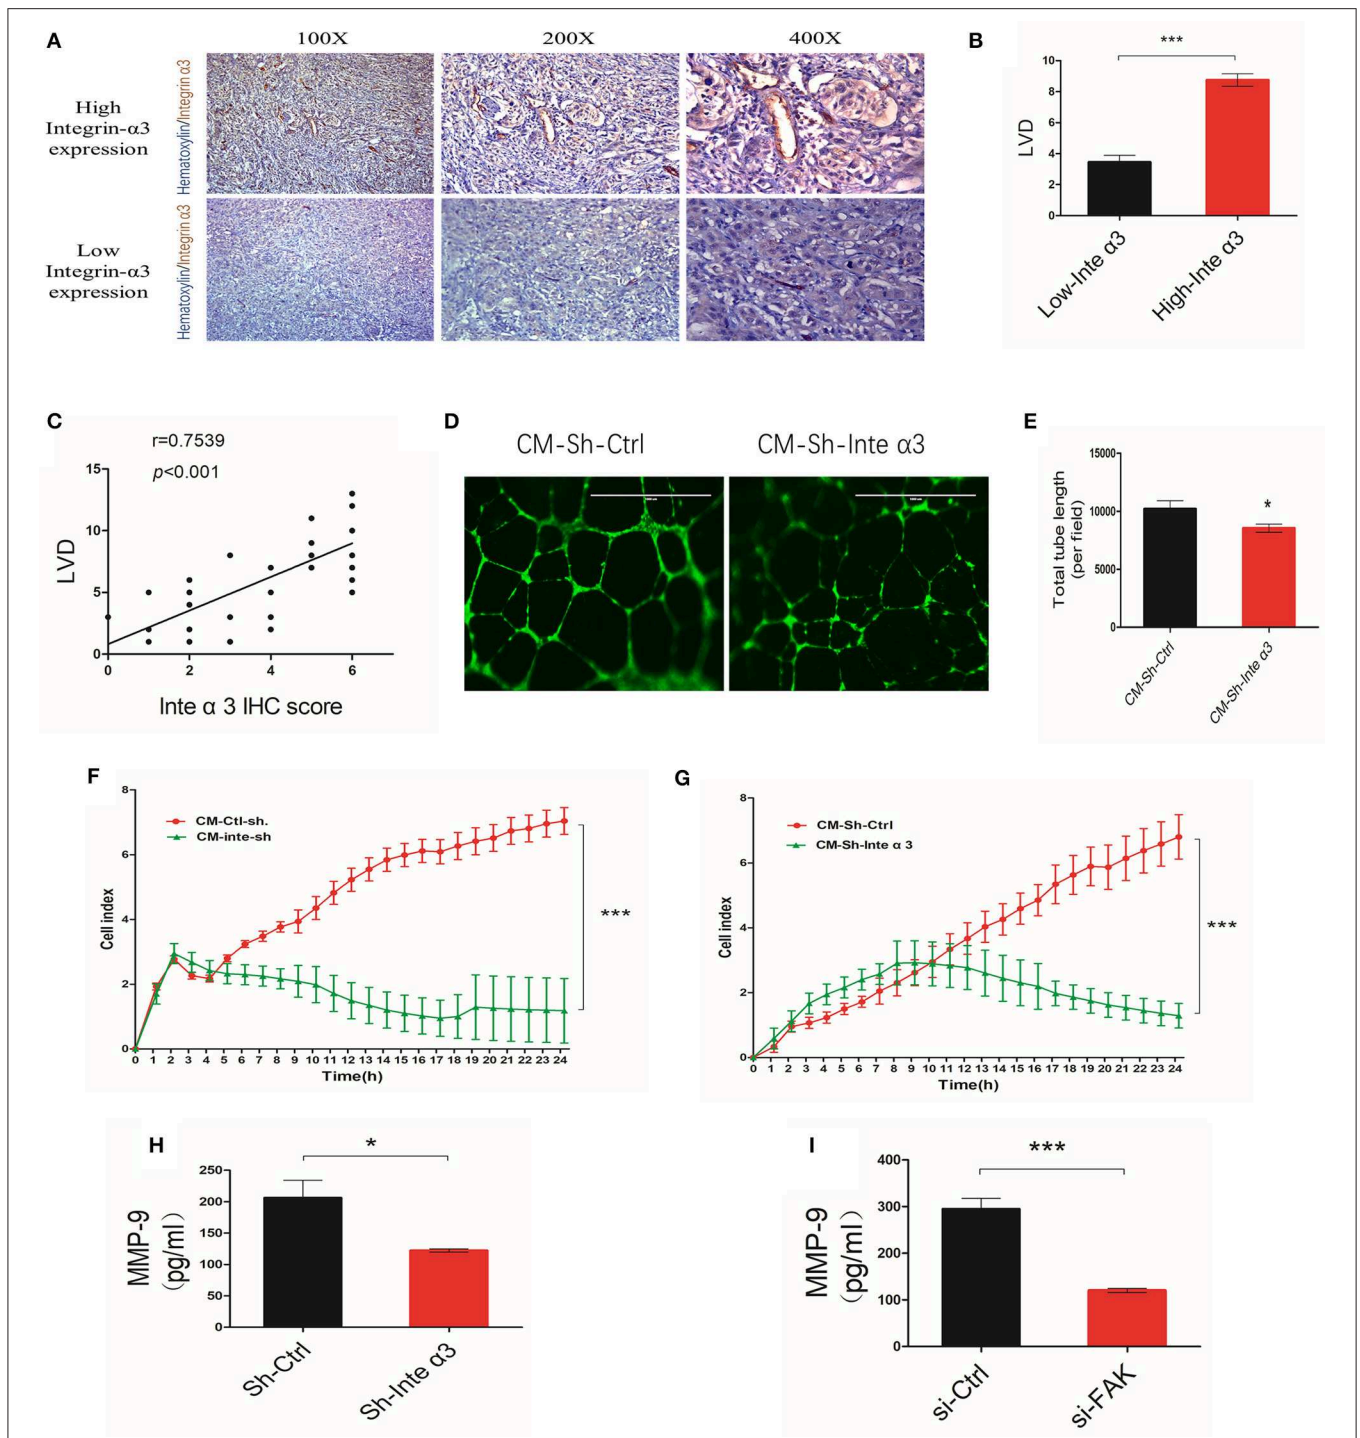 A
100X
200X
400X
High
Integrin-α3
expression
Hematoxylin/Integrin α3
Low
Integrin-α3
expression
Hematoxylin/Integrin α3
B
***
LVD
10
8
6
4
2
0
Low-Inte α3
High-Inte α3
C
r=0.7539
p<0.001
LVD
15
10
5
0
0
2
4
6
Inte α 3 IHC score
D
CM-Sh-Ctrl
CM-Sh-Inte α3
E
Total tube length
(per field)
15000
10000
5000
0
*
CM-Sh-Ctrl
CM-Sh-Inte α3
F
Cell index
8
6
4
2
0
CM-Ctl-sh.
CM-inte-sh
***
0 1 2 3 4 5 6 7 8 9 10 11 12 13 14 15 16 17 18 19 20 21 22 23 24
Time(h)
G
Cell index
8
6
4
2
0
CM-Sh-Ctrl
CM-Sh-Inte α 3
***
0 1 2 3 4 5 6 7 8 9 10 11 12 13 14 15 16 17 18 19 20 21 22 23 24
Time(h)
H
*
MMP-9
(pg/ml)
250
200
150
100
50
0
Sh-Ctrl
Sh-Inte α3
I
***
MMP-9
(pg/ml)
400
300
200
100
0
si-Ctrl
si-FAK